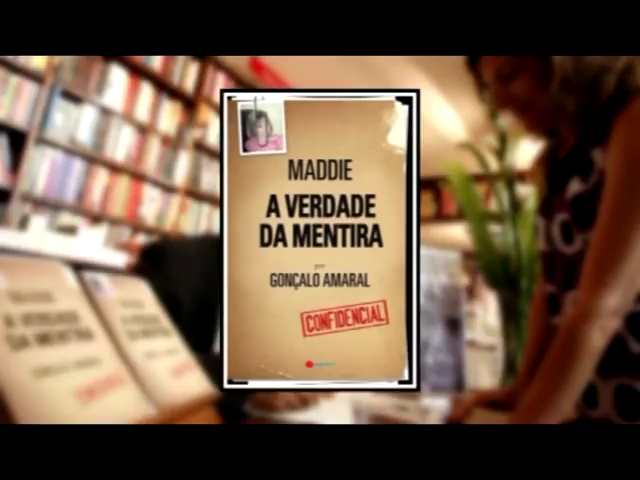 MADDIE
A VERDADE
DA MENTIRA
por
GONÇALO AMARAL
CONFIDENCIAL
A VERDADE
DA MENTIRA